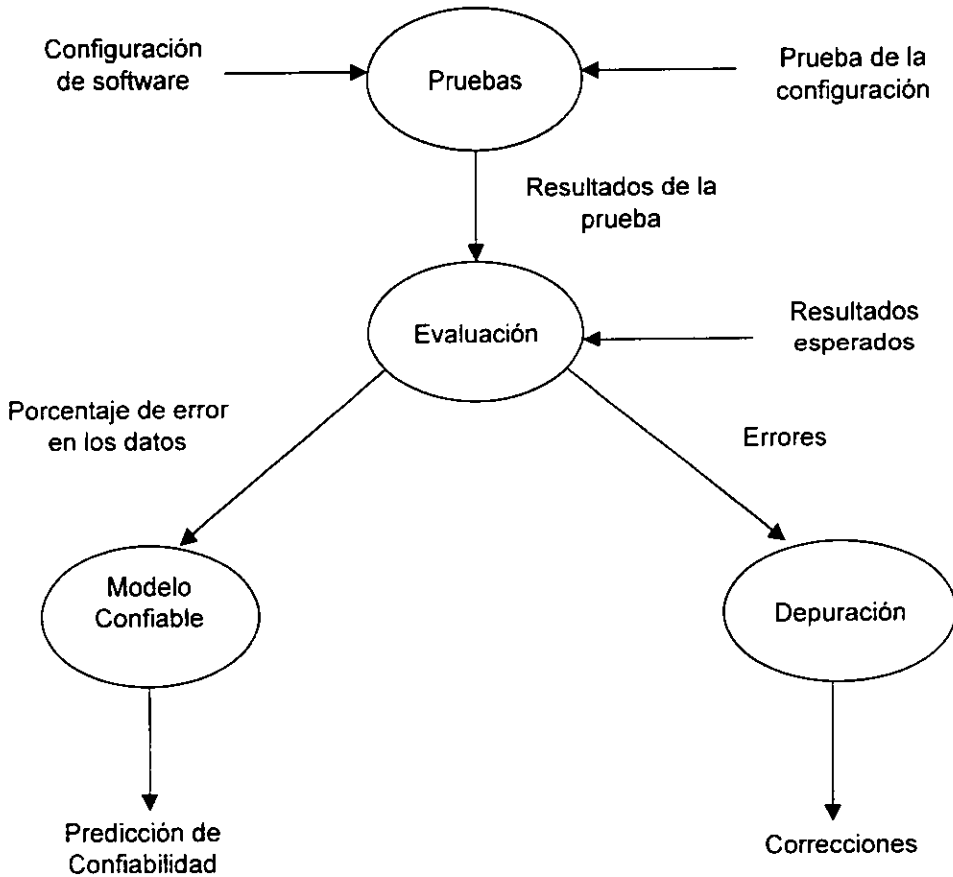 Configuración
de software
Pruebas
Prueba de la
configuración
Resultados de la
prueba
Evaluación
Resultados
esperados
Porcentaje de error
en los datos
Errores
Modelo
Confiable
Depuración
Predicción de
Confiabilidad
Correcciones